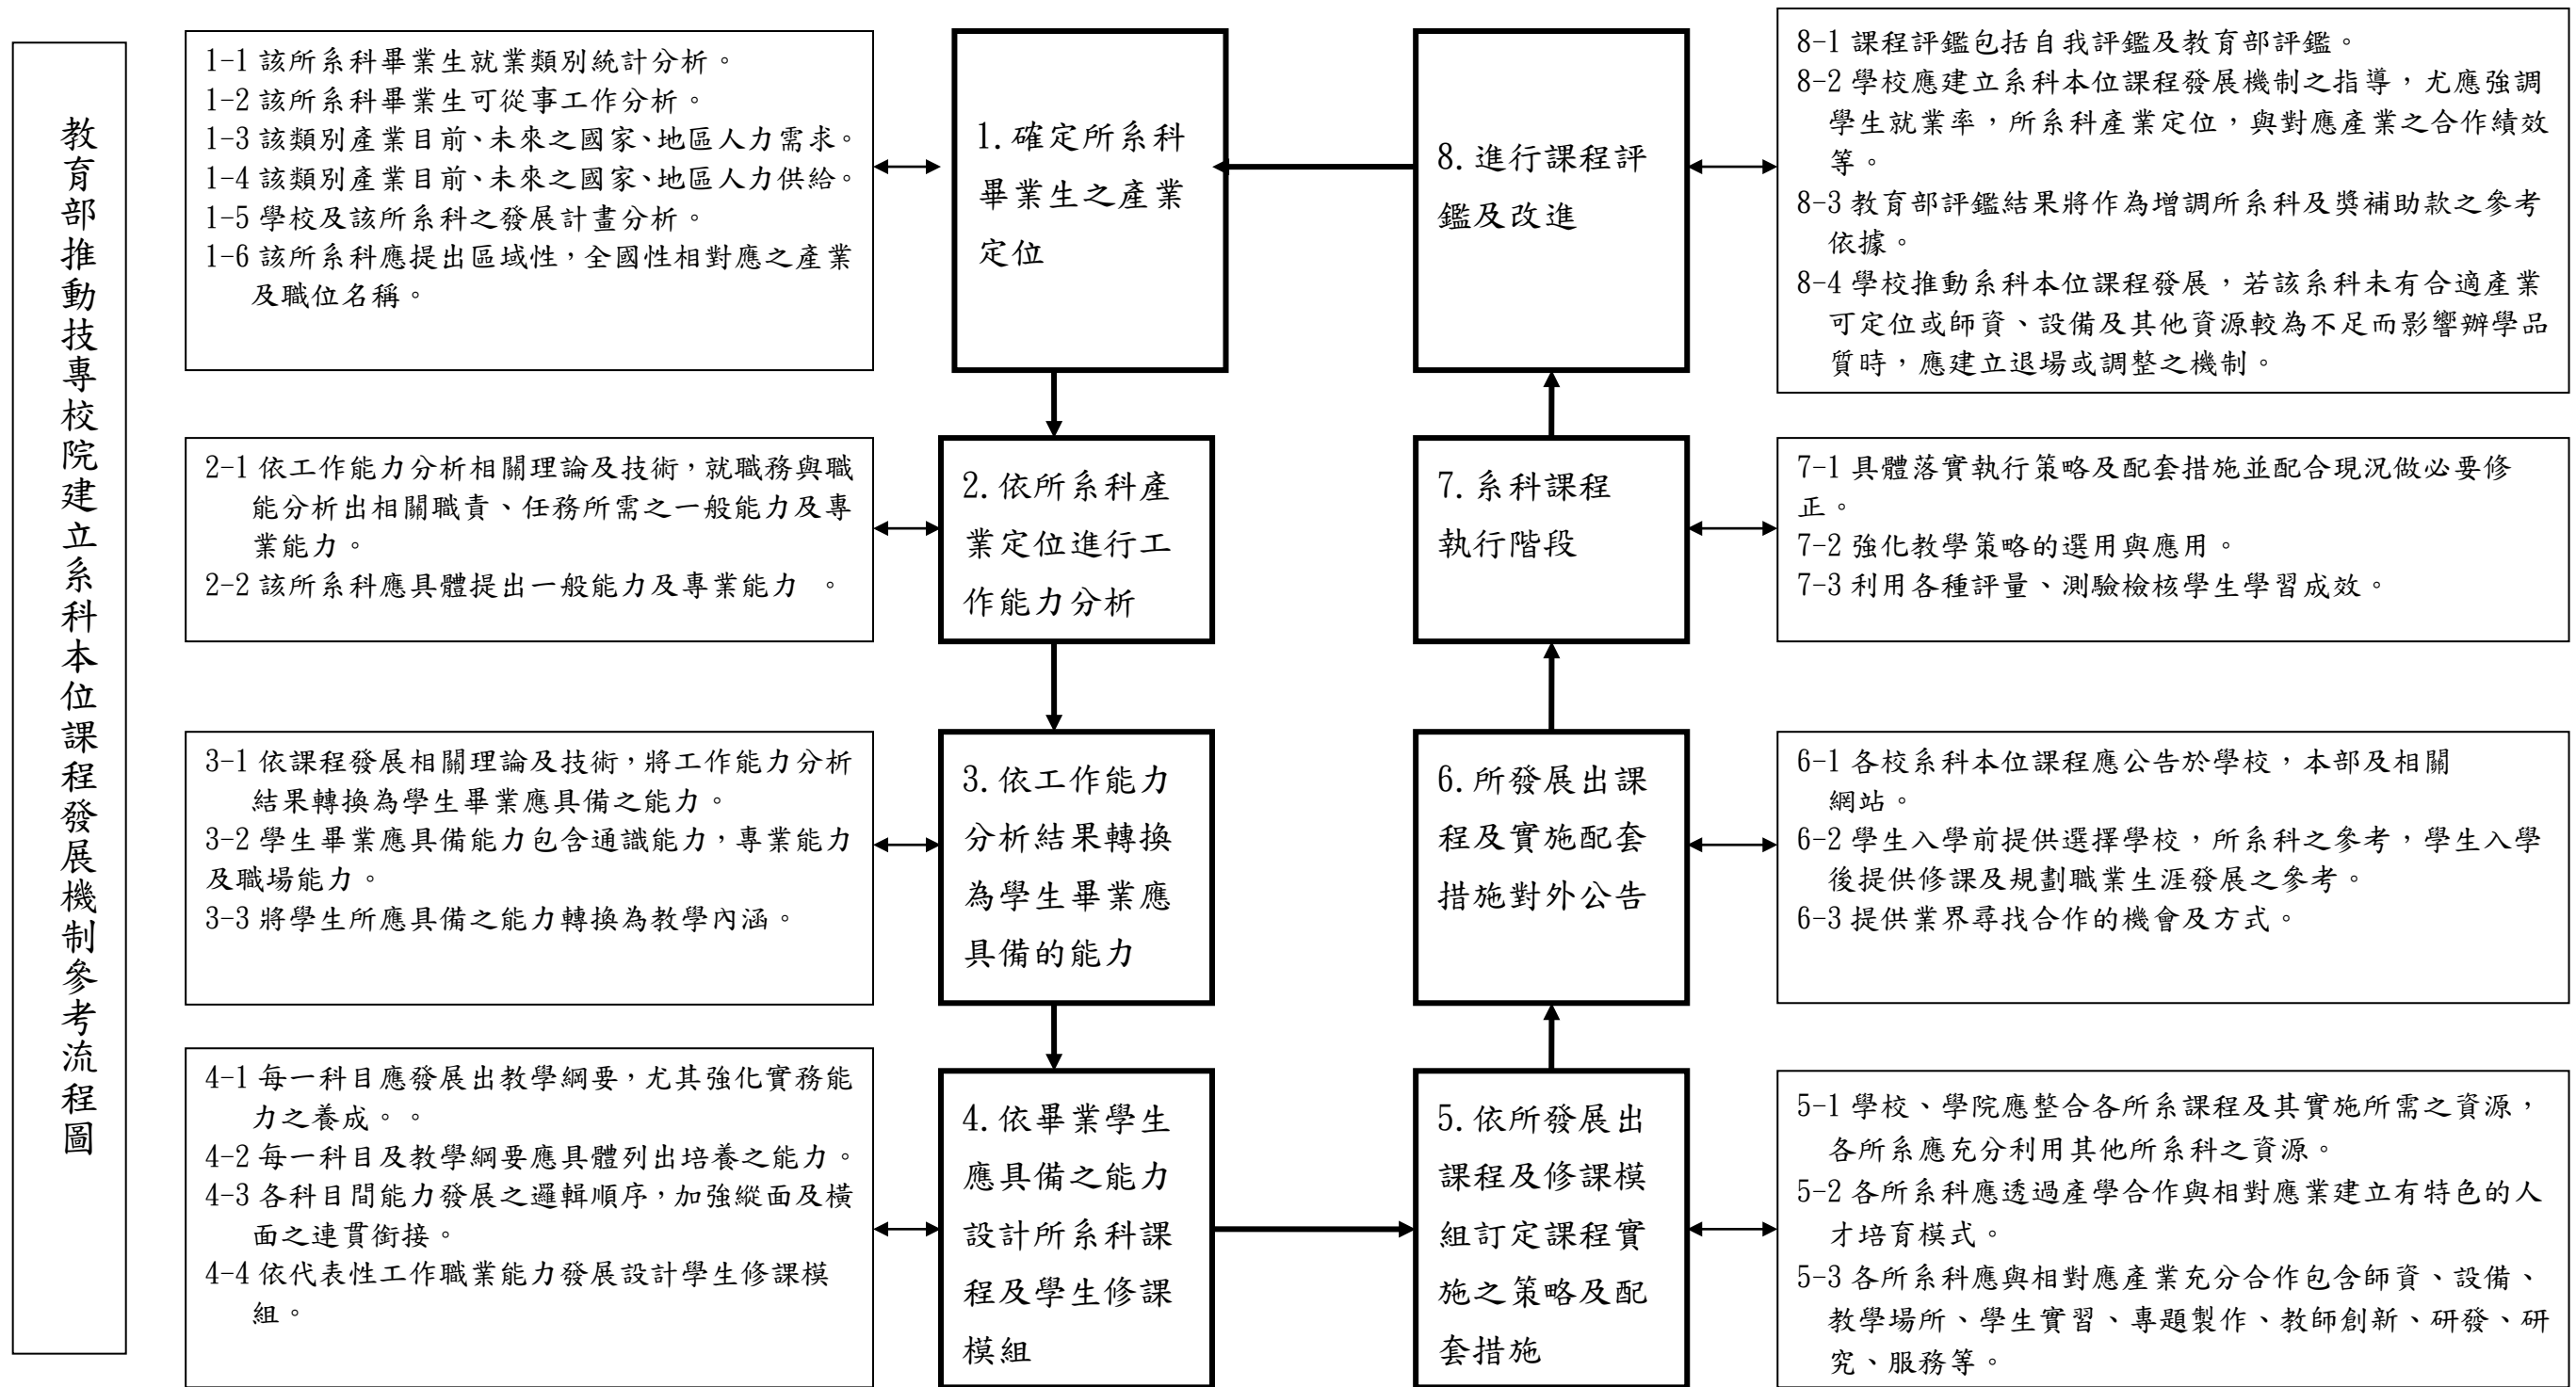 教育部推動技專校院建立系科本位課程發展機制參考流程圖
1-1 該所系科畢業生就業類別統計分析。
1-2 該所系科畢業生可從事工作分析。
1-3 該類別產業目前、未來之國家、地區人力需求。
1-4 該類別產業目前、未來之國家、地區人力供給。
1-5 學校及該所系科之發展計畫分析。
1-6 該所系科應提出區域性，全國性相對應之產業
及職位名稱。
1. 確定所系科
畢業生之產業
定位
2-1 依工作能力分析相關理論及技術，就職務與職
能分析出相關職責、任務所需之一般能力及專
業能力。
2-2 該所系科應具體提出一般能力及專業能力 。
2. 依所系科產
業定位進行工
作能力分析
3-1 依課程發展相關理論及技術，將工作能力分析
結果轉換為學生畢業應具備之能力。
3-2 學生畢業應具備能力包含通識能力，專業能力
及職場能力。
3-3 將學生所應具備之能力轉換為教學內涵。
3. 依工作能力
分析結果轉換
為學生畢業應
具備的能力
4-1 每一科目應發展出教學綱要，尤其強化實務能
力之養成。。
4-2 每一科目及教學綱要應具體列出培養之能力。
4-3 各科目間能力發展之邏輯順序，加強縱面及橫
面之連貫銜接。
4-4 依代表性工作職業能力發展設計學生修課模
組。
4. 依畢業學生
應具備之能力
設計所系科課
程及學生修課
模組
5. 依所發展出
課程及修課模
組訂定課程實
施之策略及配
套措施
5-1 學校、學院應整合各所系課程及其實施所需之資源，
各所系應充分利用其他所系科之資源。
5-2 各所系科應透過產學合作與相對應業建立有特色的人
才培育模式。
5-3 各所系科應與相對應產業充分合作包含師資、設備、
教學場所、學生實習、專題製作、教師創新、研發、研
究、服務等。
6. 所發展出課
程及實施配套
措施對外公告
6-1 各校系科本位課程應公告於學校，本部及相關
網站。
6-2 學生入學前提供選擇學校，所系科之參考，學生入學
後提供修課及規劃職業生涯發展之參考。
6-3 提供業界尋找合作的機會及方式。
7. 系科課程
執行階段
7-1 具體落實執行策略及配套措施並配合現況做必要修
正。
7-2 強化教學策略的選用與應用。
7-3 利用各種評量、測驗檢核學生學習成效。
8. 進行課程評
鑑及改進
8-1 課程評鑑包括自我評鑑及教育部評鑑。
8-2 學校應建立系科本位課程發展機制之指導，尤應強調
學生就業率，所系科產業定位，與對應產業之合作績效
等。
8-3 教育部評鑑結果將作為增調所系科及獎補助款之參考
依據。
8-4 學校推動系科本位課程發展，若該系科未有合適產業
可定位或師資、設備及其他資源較為不足而影響辦學品
質時，應建立退場或調整之機制。